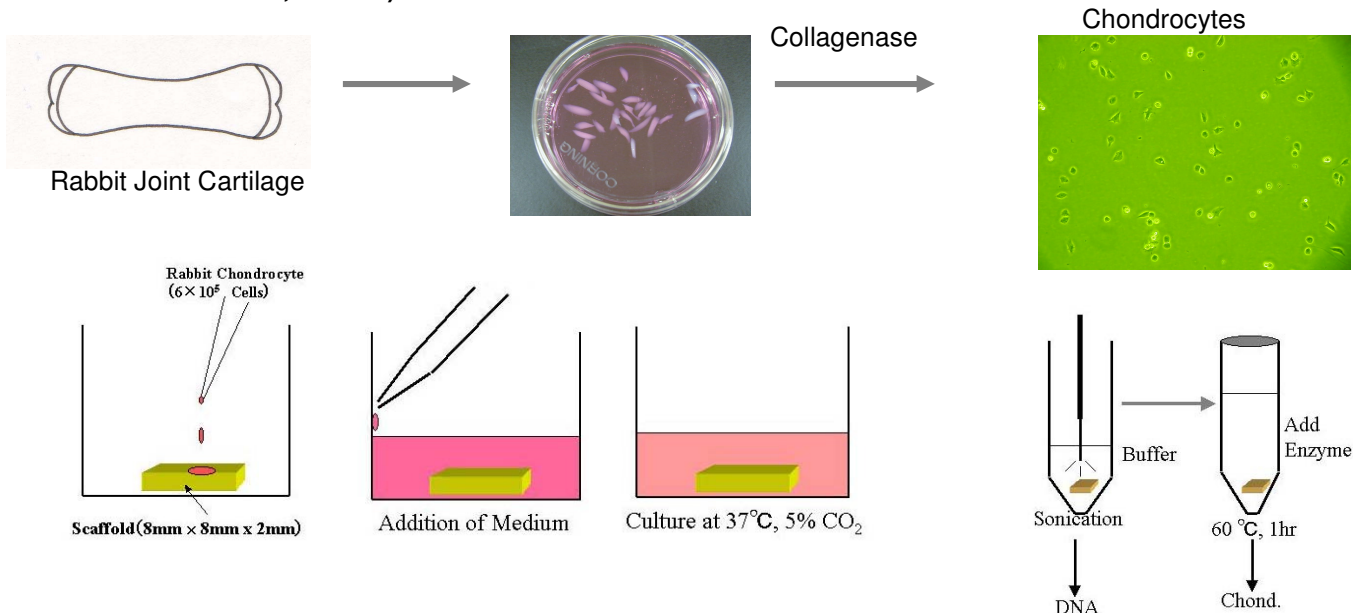 Chondrocytes
Collagenase
Rabbit Joint Cartilage
CORNING
Rabbit Chondrocyte
(6×10⁵ Cells)
Scaffold(8mm × 8mm x 2mm)
Addition of Medium
Culture at 37℃, 5% CO₂
Buffer
Sonication
DNA
Add
Enzyme
60 ℃, 1hr
Chond.